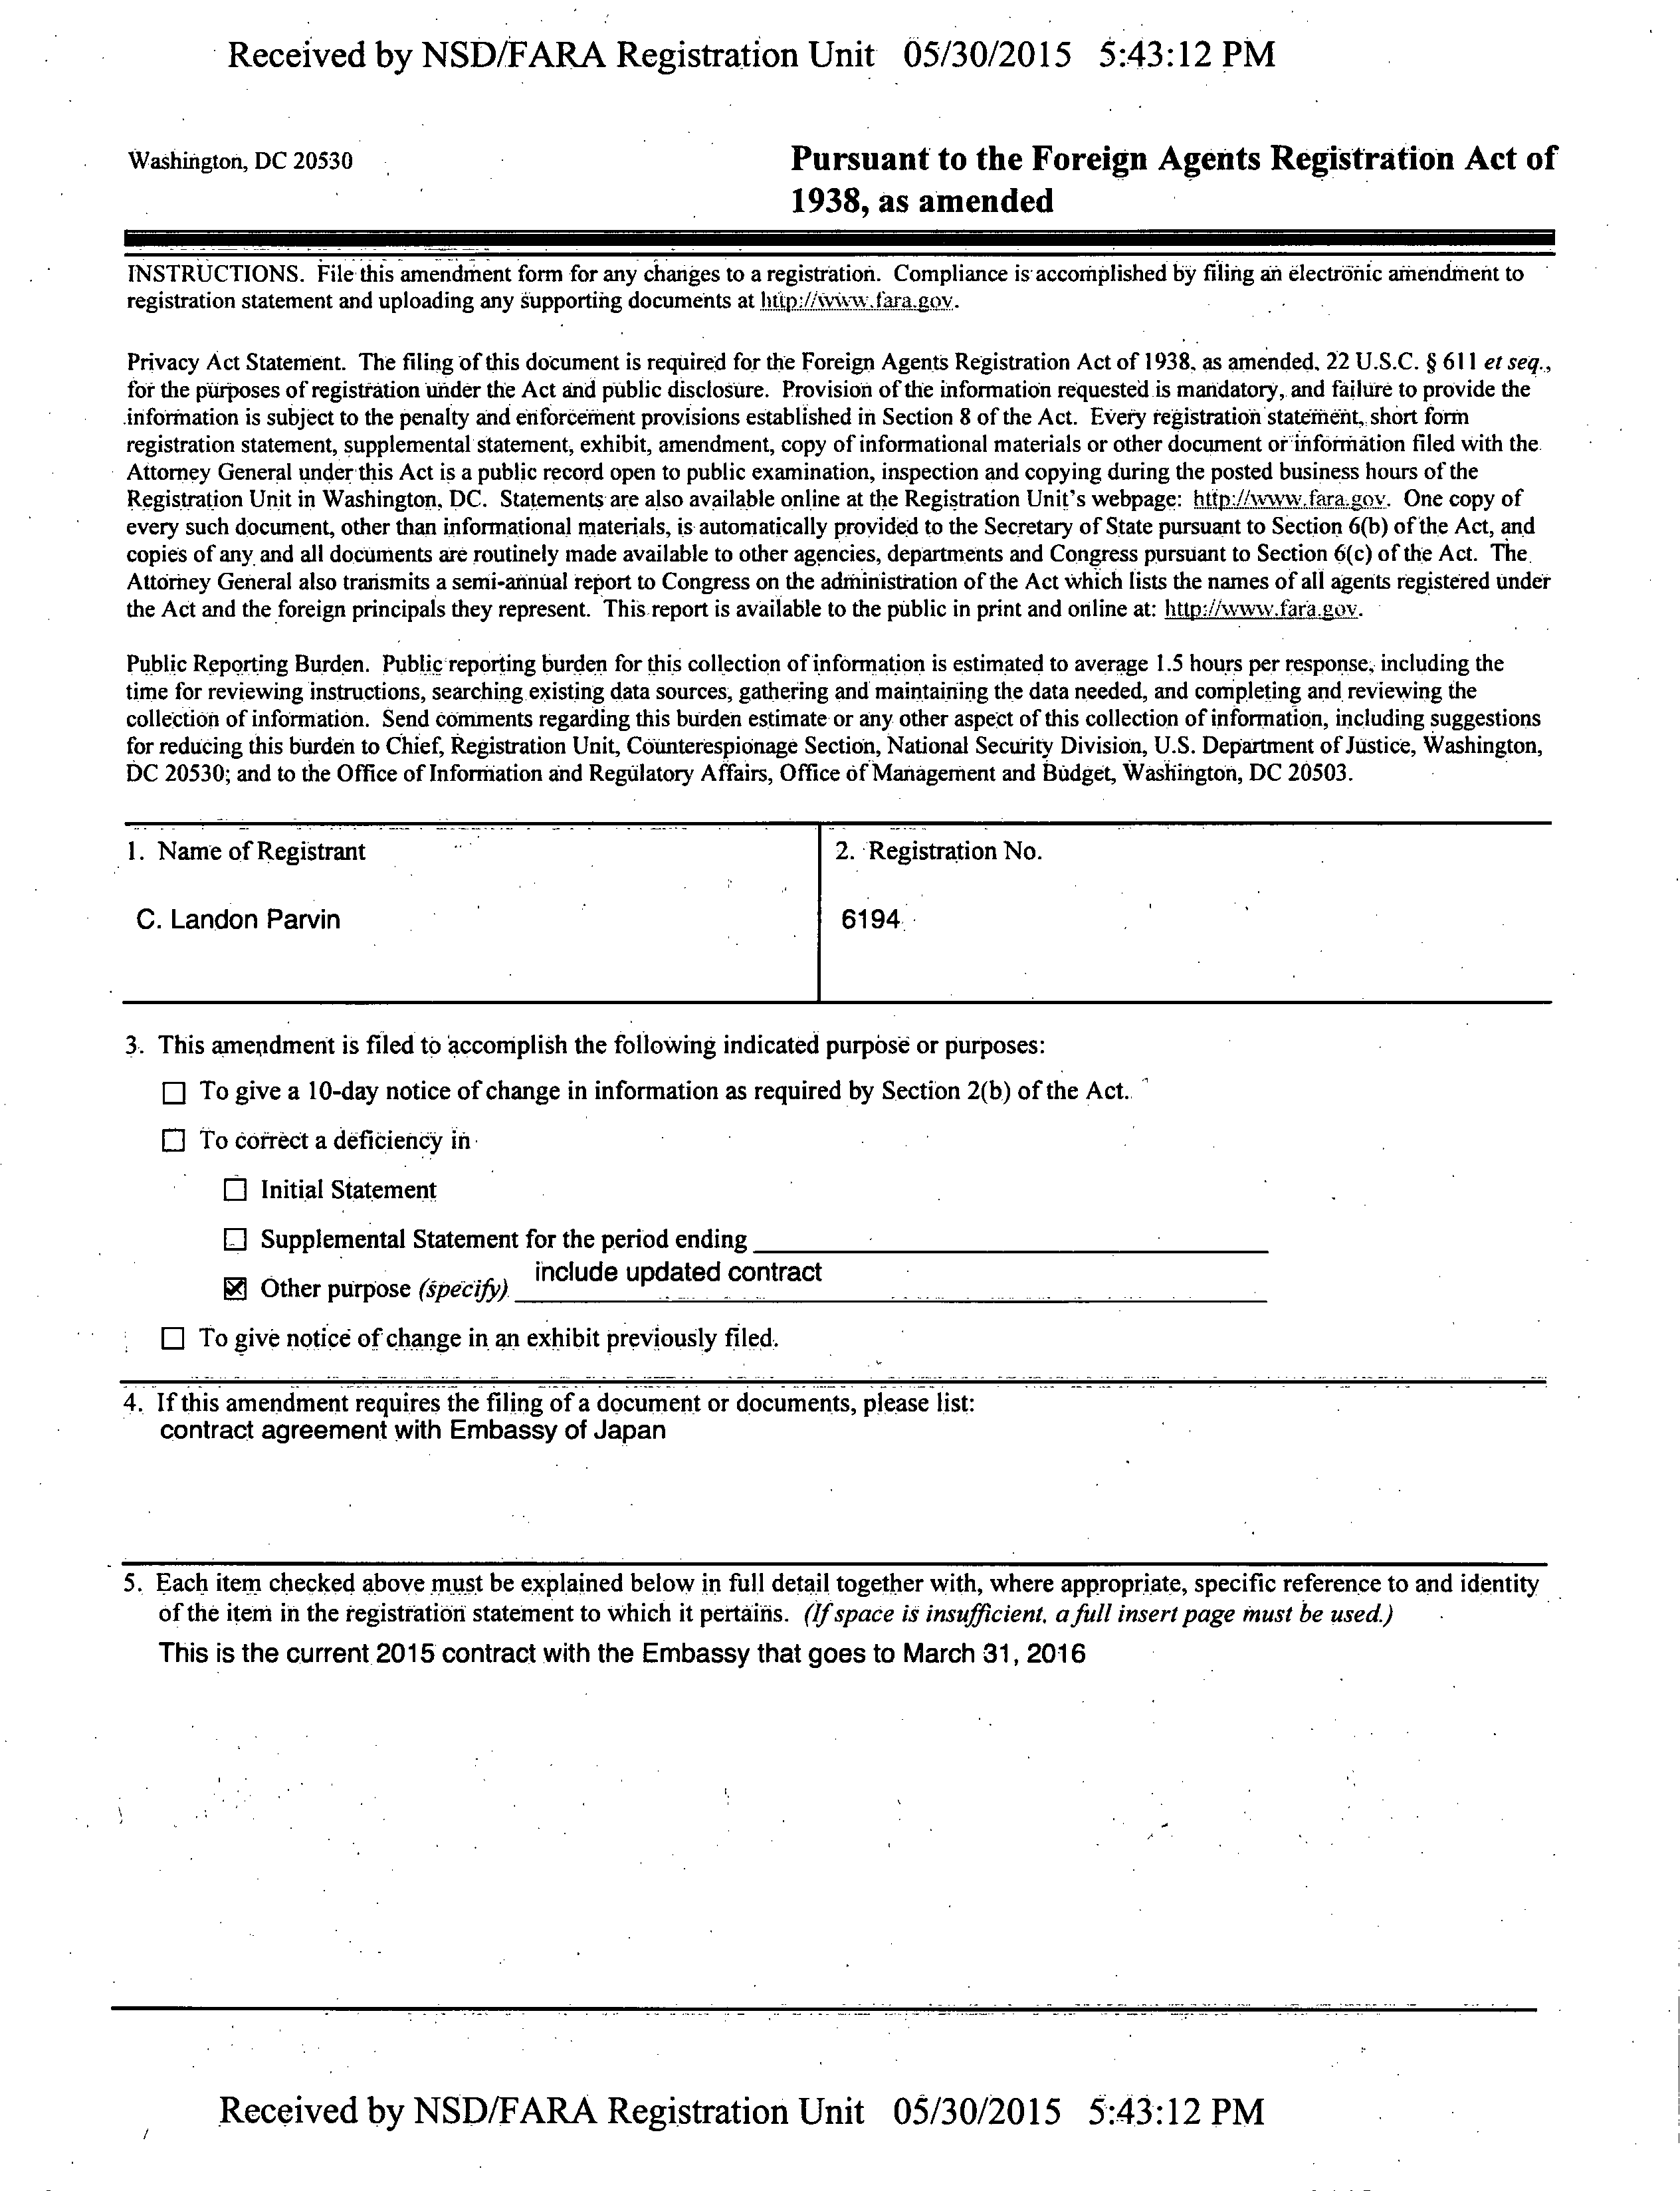 Received by NSD/FARA Registration Unit 05/30/2015 5:43:12 PM
Washington, DC 20530
Pursuant to the Foreign Agents Registration Act of
1938, as amended
INSTRUCTIONS. File this amendment form for any changes to a registration. Compliance is accomplished by filing an electronic amendment to
registration statement and uploading any supporting documents at http://www.fara.gov.
Privacy Act Statement. The filing of this document is required for the Foreign Agents Registration Act of 1938, as amended, 22 U.S.C. § 611 et seq.,
for the purposes of registration under the Act and public disclosure. Provision of the information requested is mandatory, and failure to provide the
information is subject to the penalty and enforcement provisions established in Section 8 of the Act. Every registration statement, short form
registration statement, supplemental statement, exhibit, amendment, copy of informational materials or other document or information filed with the
Attorney General under this Act is a public record open to public examination, inspection and copying during the posted business hours of the
Registration Unit in Washington, DC. Statements are also available online at the Registration Unit's webpage: http://www.fara.gov. One copy of
every such document, other than informational materials, is automatically provided to the Secretary of State pursuant to Section 6(b) of the Act, and
copies of any and all documents are routinely made available to other agencies, departments and Congress pursuant to Section 6(c) of the Act. The
Attorney General also transmits a semi-annual report to Congress on the administration of the Act which lists the names of all agents registered under
the Act and the foreign principals they represent. This report is available to the public in print and online at: http://www.fara.gov.
Public Reporting Burden. Public reporting burden for this collection of information is estimated to average 1.5 hours per response, including the
time for reviewing instructions, searching existing data sources, gathering and maintaining the data needed, and completing and reviewing the
collection of information. Send comments regarding this burden estimate or any other aspect of this collection of information, including suggestions
for reducing this burden to Chief, Registration Unit, Counterespionage Section, National Security Division, U.S. Department of Justice, Washington,
DC 20530; and to the Office of Information and Regulatory Affairs, Office of Management and Budget, Washington, DC 20503.
1. Name of Registrant
2. Registration No.
C. Landon Parvin
6194
3. This amendment is filed to accomplish the following indicated purpose or purposes:
☐ To give a 10-day notice of change in information as required by Section 2(b) of the Act.
☐ To correct a deficiency in
☐ Initial Statement
☐ Supplemental Statement for the period ending
☒ Other purpose (specify) include updated contract
☐ To give notice of change in an exhibit previously filed.
4. If this amendment requires the filing of a document or documents, please list:
contract agreement with Embassy of Japan
5. Each item checked above must be explained below in full detail together with, where appropriate, specific reference to and identity
of the item in the registration statement to which it pertains. (If space is insufficient, a full insert page must be used.)
This is the current 2015 contract with the Embassy that goes to March 31, 2016
Received by NSD/FARA Registration Unit 05/30/2015 5:43:12 PM